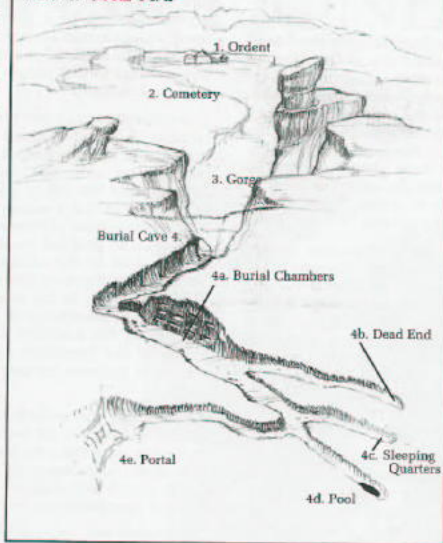 1. Ordent
2. Cemetery
3. Gorge
Burial Cave 4.
4a. Burial Chambers
4b. Dead End
4c. Sleeping
Quarters
4e. Portal
4d. Pool